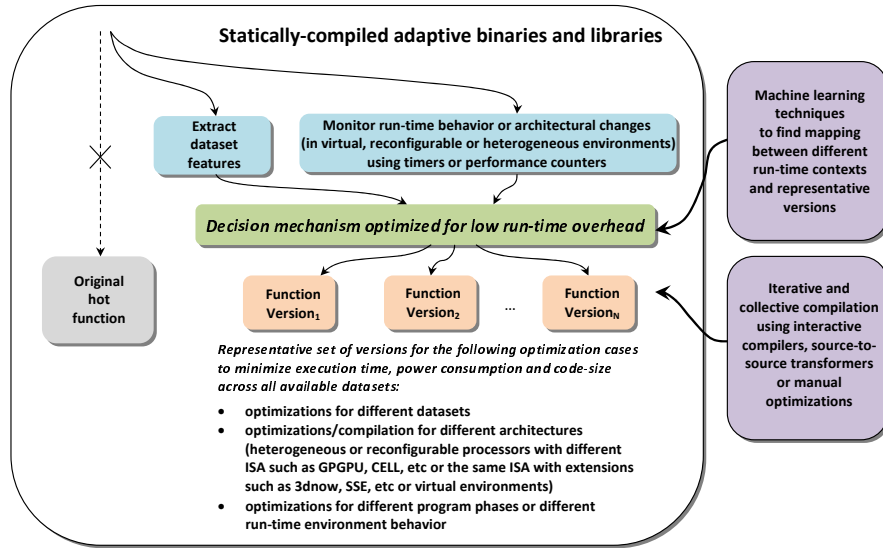 Statically-compiled adaptive binaries and libraries
Extract
dataset
features
Monitor run-time behavior or architectural changes
(in virtual, reconfigurable or heterogeneous environments)
using timers or performance counters
Decision mechanism optimized for low run-time overhead
Original
hot
function
Function
Version₁
Function
Version₂
...
Function
Versionₙ
Representative set of versions for the following optimization cases
to minimize execution time, power consumption and code-size
across all available datasets:
• optimizations for different datasets
• optimizations/compilation for different architectures
(heterogeneous or reconfigurable processors with different
ISA such as GPGPU, CELL, etc or the same ISA with extensions
such as 3dnow, SSE, etc or virtual environments)
• optimizations for different program phases or different
run-time environment behavior
Machine learning
techniques
to find mapping
between different
run-time contexts
and representative
versions
Iterative and
collective compilation
using interactive
compilers, source-to-
source transformers
or manual
optimizations